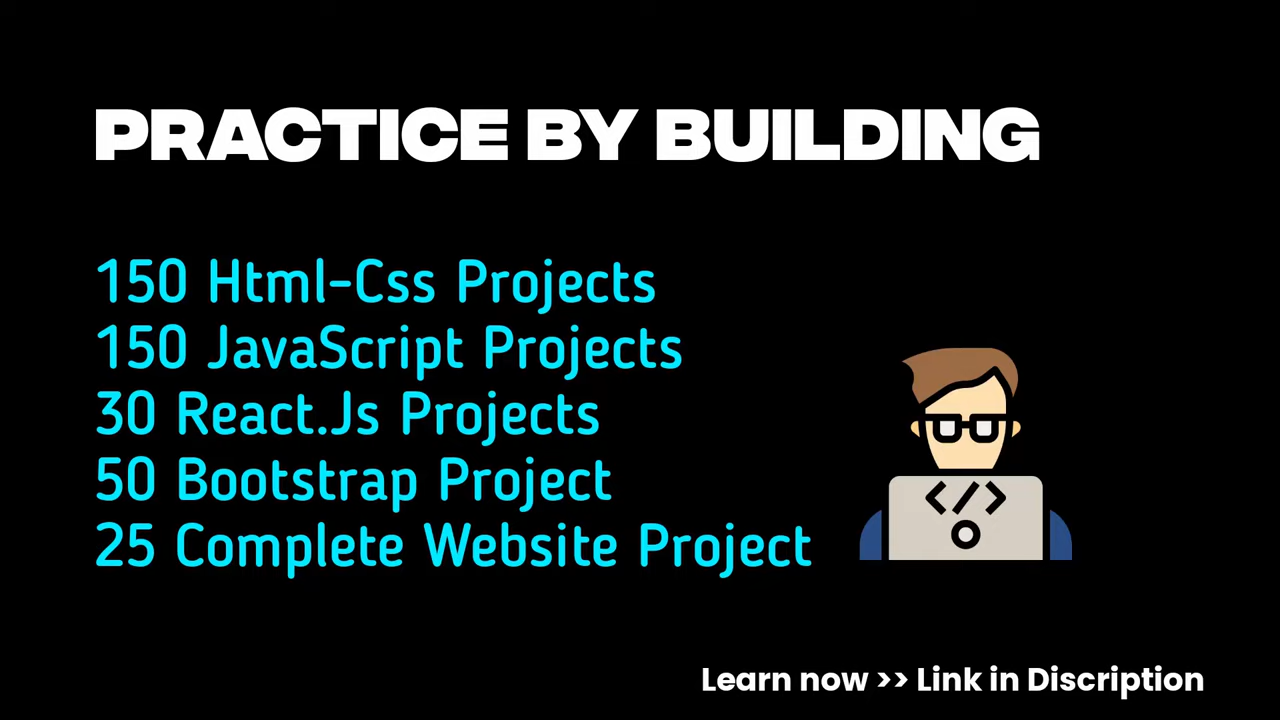 PRACTICE BY BUILDING
150 Html-Css Projects
150 JavaScript Projects
30 React.Js Projects
50 Bootstrap Project
25 Complete Website Project
</>
Learn now >> Link in Discription